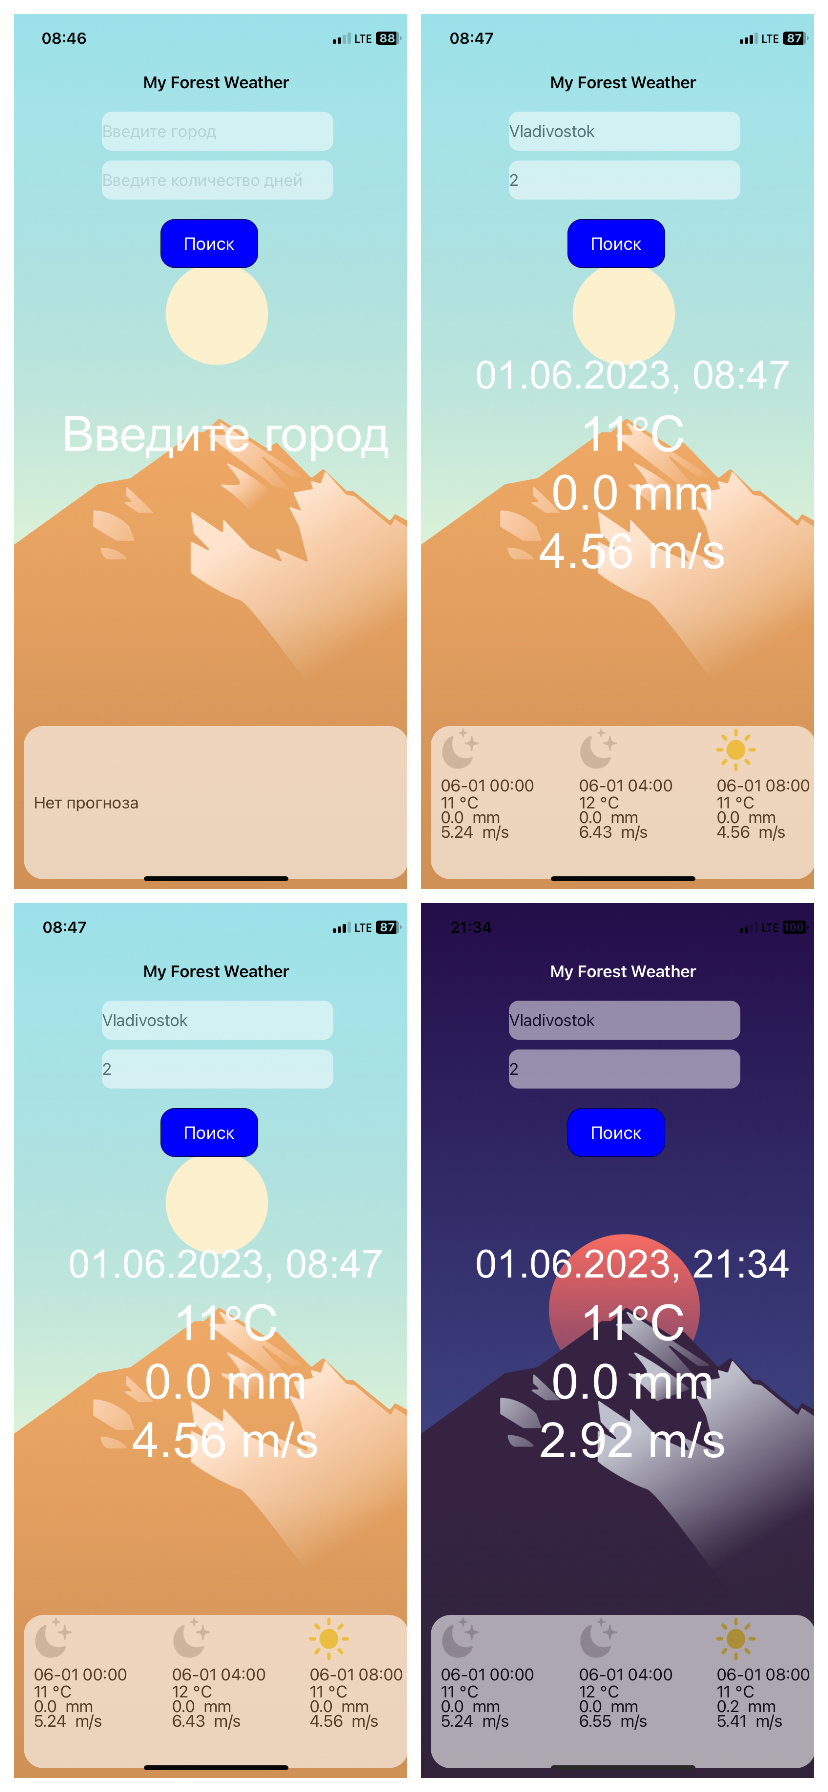 08:46
LTE 88
My Forest Weather
Введите город
Введите количество дней
Поиск
Введите город
Нет прогноза
08:47
LTE 87
My Forest Weather
Vladivostok
2
Поиск
01.06.2023, 08:47
11°C
0.0 mm
4.56 m/s
06-01 00:00 06-01 04:00 06-01 08:00
11 °C 12 °C 11 °C
0.0 mm 0.0 mm 0.0 mm
5.24 m/s 6.43 m/s 4.56 m/s
08:47
LTE 87
My Forest Weather
Vladivostok
2
Поиск
01.06.2023, 08:47
11°C
0.0 mm
4.56 m/s
06-01 00:00 06-01 04:00 06-01 08:00
11 °C 12 °C 11 °C
0.0 mm 0.0 mm 0.0 mm
5.24 m/s 6.43 m/s 4.56 m/s
21:34
LTE 100
My Forest Weather
Vladivostok
2
Поиск
01.06.2023, 21:34
11°C
0.0 mm
2.92 m/s
06-01 00:00 06-01 04:00 06-01 08:00
11 °C 12 °C 11 °C
0.0 mm 0.0 mm 0.2 mm
5.24 m/s 6.55 m/s 5.41 m/s